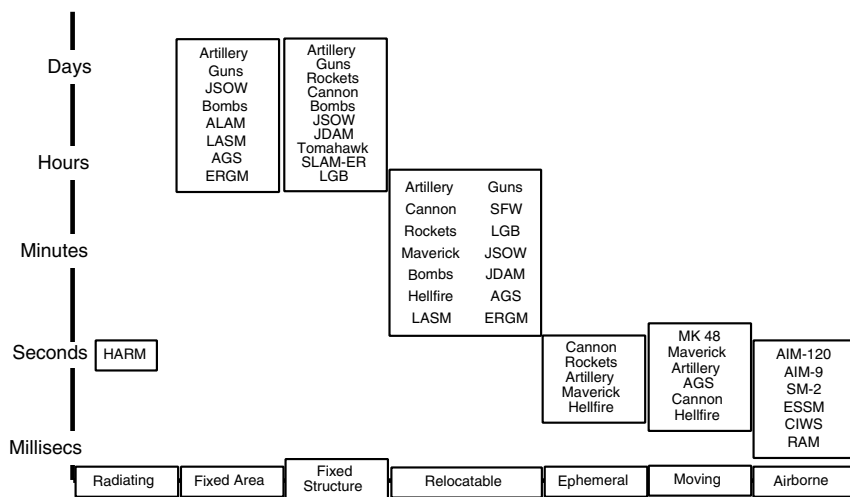 Days
Hours
Minutes
Seconds
Millisecs
HARM
Artillery
Guns
JSOW
Bombs
ALAM
LASM
AGS
ERGM
Artillery
Guns
Rockets
Cannon
Bombs
JSOW
JDAM
Tomahawk
SLAM-ER
LGB
Artillery Guns
Cannon SFW
Rockets LGB
Maverick JSOW
Bombs JDAM
Hellfire AGS
LASM ERGM
Cannon
Rockets
Artillery
Maverick
Hellfire
MK 48
Maverick
Artillery
AGS
Cannon
Hellfire
AIM-120
AIM-9
SM-2
ESSM
CIWS
RAM
Radiating
Fixed Area
Fixed
Structure
Relocatable
Ephemeral
Moving
Airborne